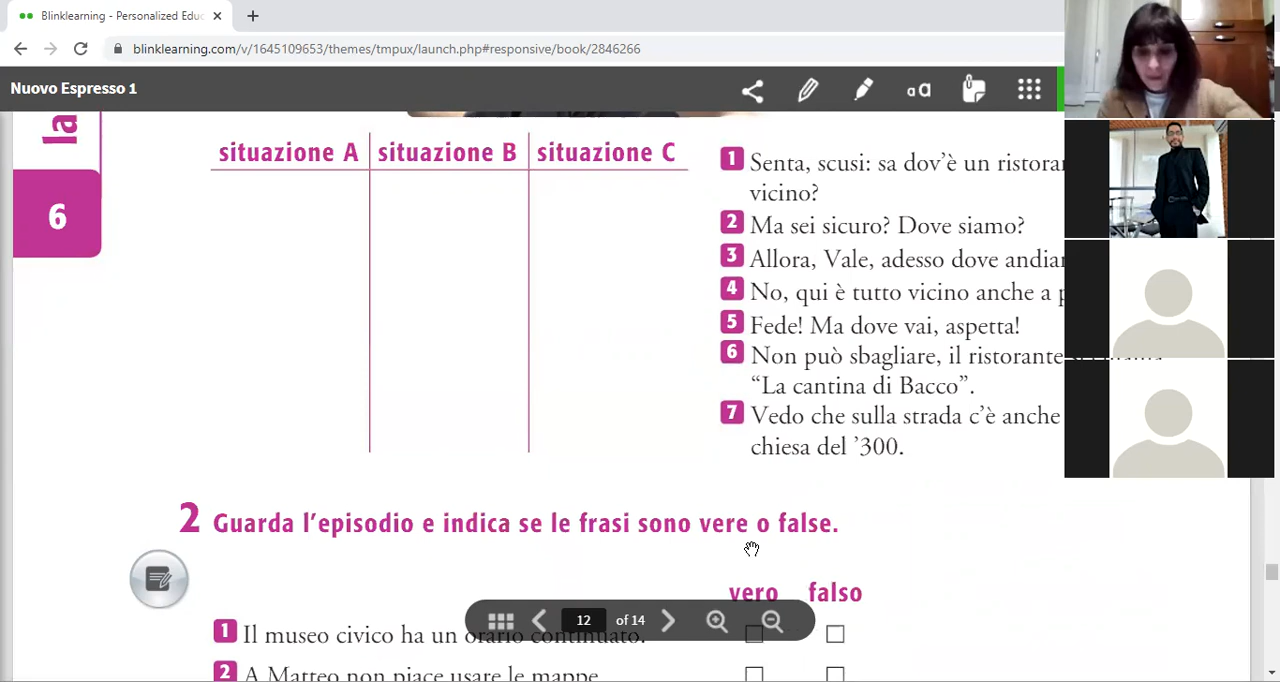 Blinklearning - Personalized Educ
blinklearning.com/v/1645109653/themes/tmpux/launch.php#responsive/book/2846266
Nuovo Espresso 1
aa
la
6
situazione A situazione B situazione C
1 Senta, scusi: sa dov'è un
vicino?
2 Ma sei sicuro? Dove siamo?
3 Allora, Vale, adesso dove
4 No, qui è tutto vicino anche a
5 Fede! Ma dove vai, aspetta!
6 Non può sbagliare, il ristorante
“La cantina di Bacco”.
7 Vedo che sulla strada c'è anche
chiesa del '300.
2 Guarda l'episodio e indica se le frasi sono vere o false.
vero falso
12 of 14
1 Il museo civico ha un orario continuato.
2 A Matteo non piace usare le mappe